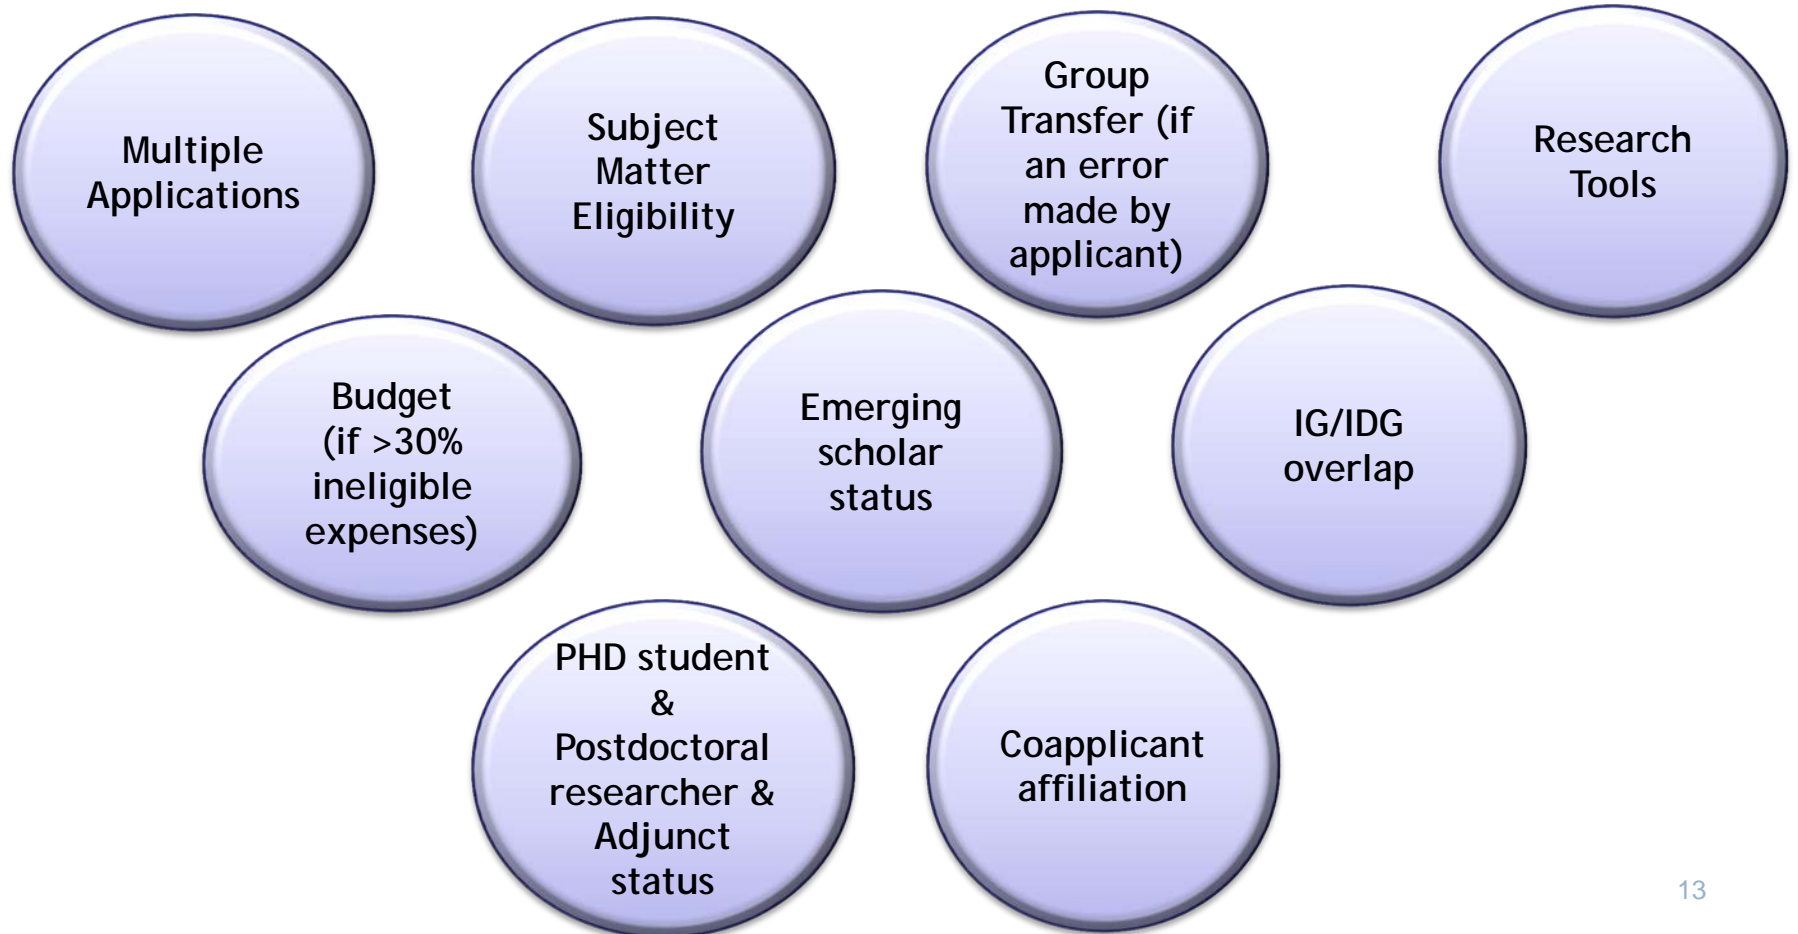 Multiple
Applications
Subject
Matter
Eligibility
Group
Transfer (if
an error
made by
applicant)
Research
Tools
Budget
(if >30%
ineligible
expenses)
Emerging
scholar
status
IG/IDG
overlap
PHD student
&
Postdoctoral
researcher &
Adjunct
status
Coapplicant
affiliation
13